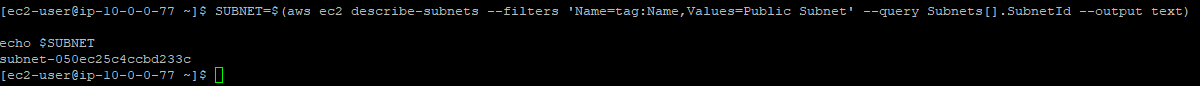 [ec2-user@ip-10-0-0-77 ~]$ SUBNET=$(aws ec2 describe-subnets --filters 'Name=tag:Name,Values=Public Subnet' --query Subnets[].SubnetId --output text)
echo $SUBNET
subnet-050ec25c4ccbd233c
[ec2-user@ip-10-0-0-77 ~]$